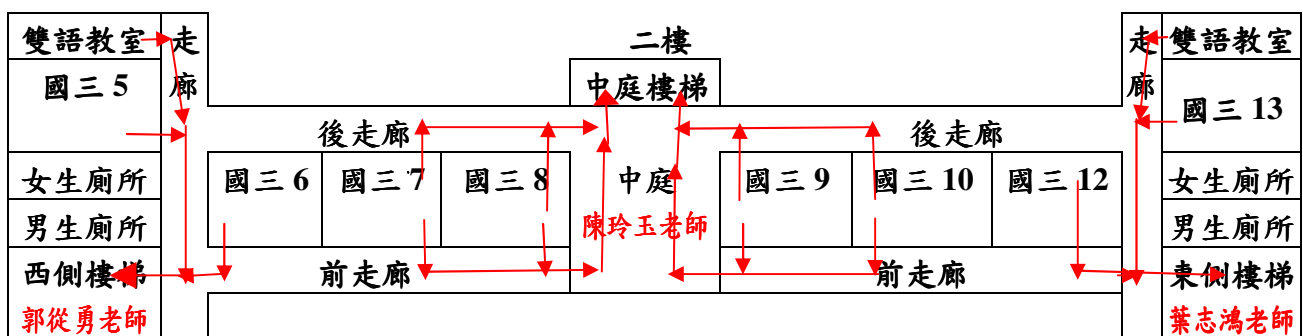 雙語教室 走 二樓 走 雙語教室
國三 5 廊 中庭樓梯 廊 國三 13
後走廊 後走廊
女生廁所 國三 6 國三 7 國三 8 中庭 國三 9 國三 10 國三 12 女生廁所
男生廁所 陳玲玉老師 男生廁所
西側樓梯 前走廊 前走廊 東側樓梯
郭從勇老師 葉志鴻老師